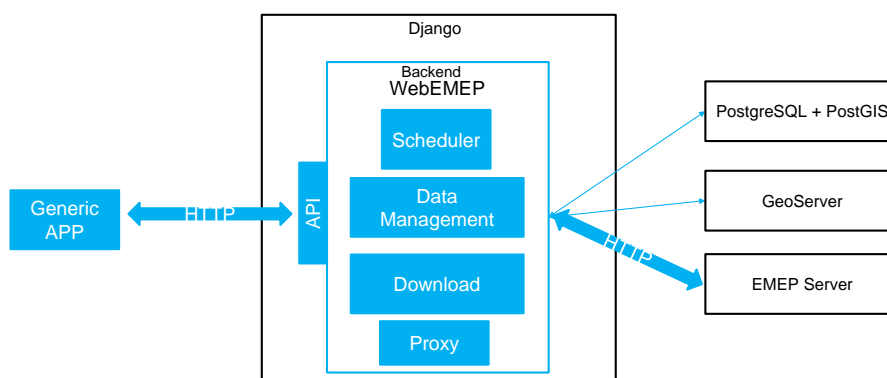 Django
Backend
WebEMEP
Scheduler
PostgreSQL + PostGIS
Generic
APP
HTTP
API
Data
Management
GeoServer
HTTP
Download
EMEP Server
Proxy